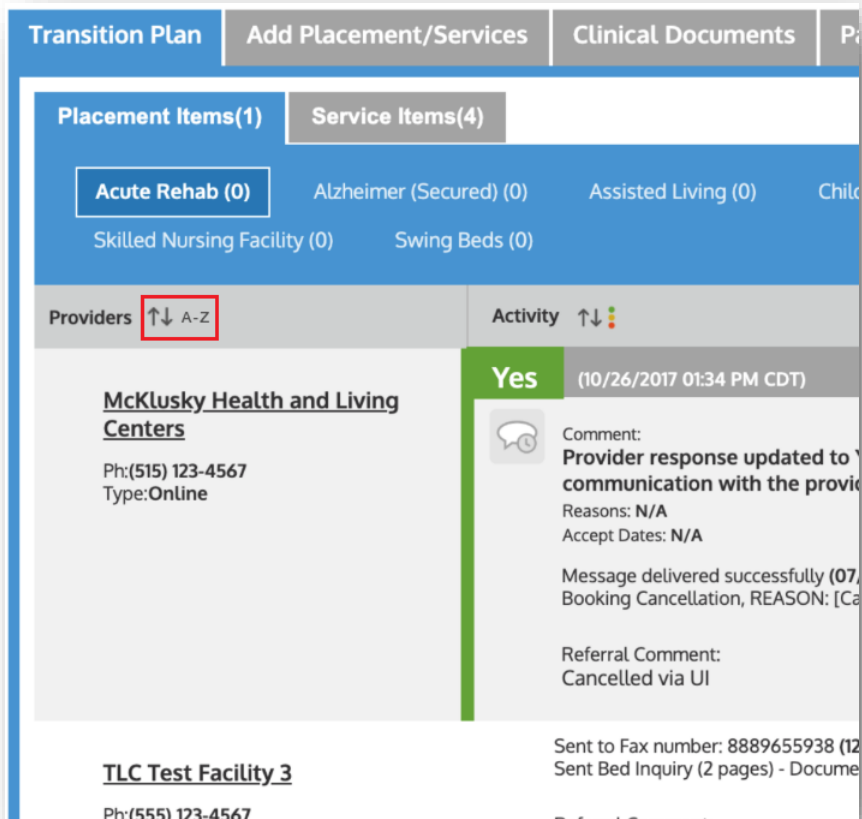 Transition Plan
Add Placement/Services
Clinical Documents
Placement Items(1)
Service Items(4)
Acute Rehab (0)
Alzheimer (Secured) (0)
Assisted Living (0)
Skilled Nursing Facility (0)
Swing Beds (0)
Providers ↑↓ A-Z
Activity ↑↓
McKlusky Health and Living
Centers
Ph:(515) 123-4567
Type:Online
Yes
(10/26/2017 01:34 PM CDT)
Comment:
Provider response updated to
communication with the
Reasons: N/A
Accept Dates: N/A
Message delivered successfully (07/
Booking Cancellation, REASON: [Ca
Referral Comment:
Cancelled via UI
TLC Test Facility 3
Ph:(555) 123-4567
Sent to Fax number: 8889655938 (12
Sent Bed Inquiry (2 pages) -